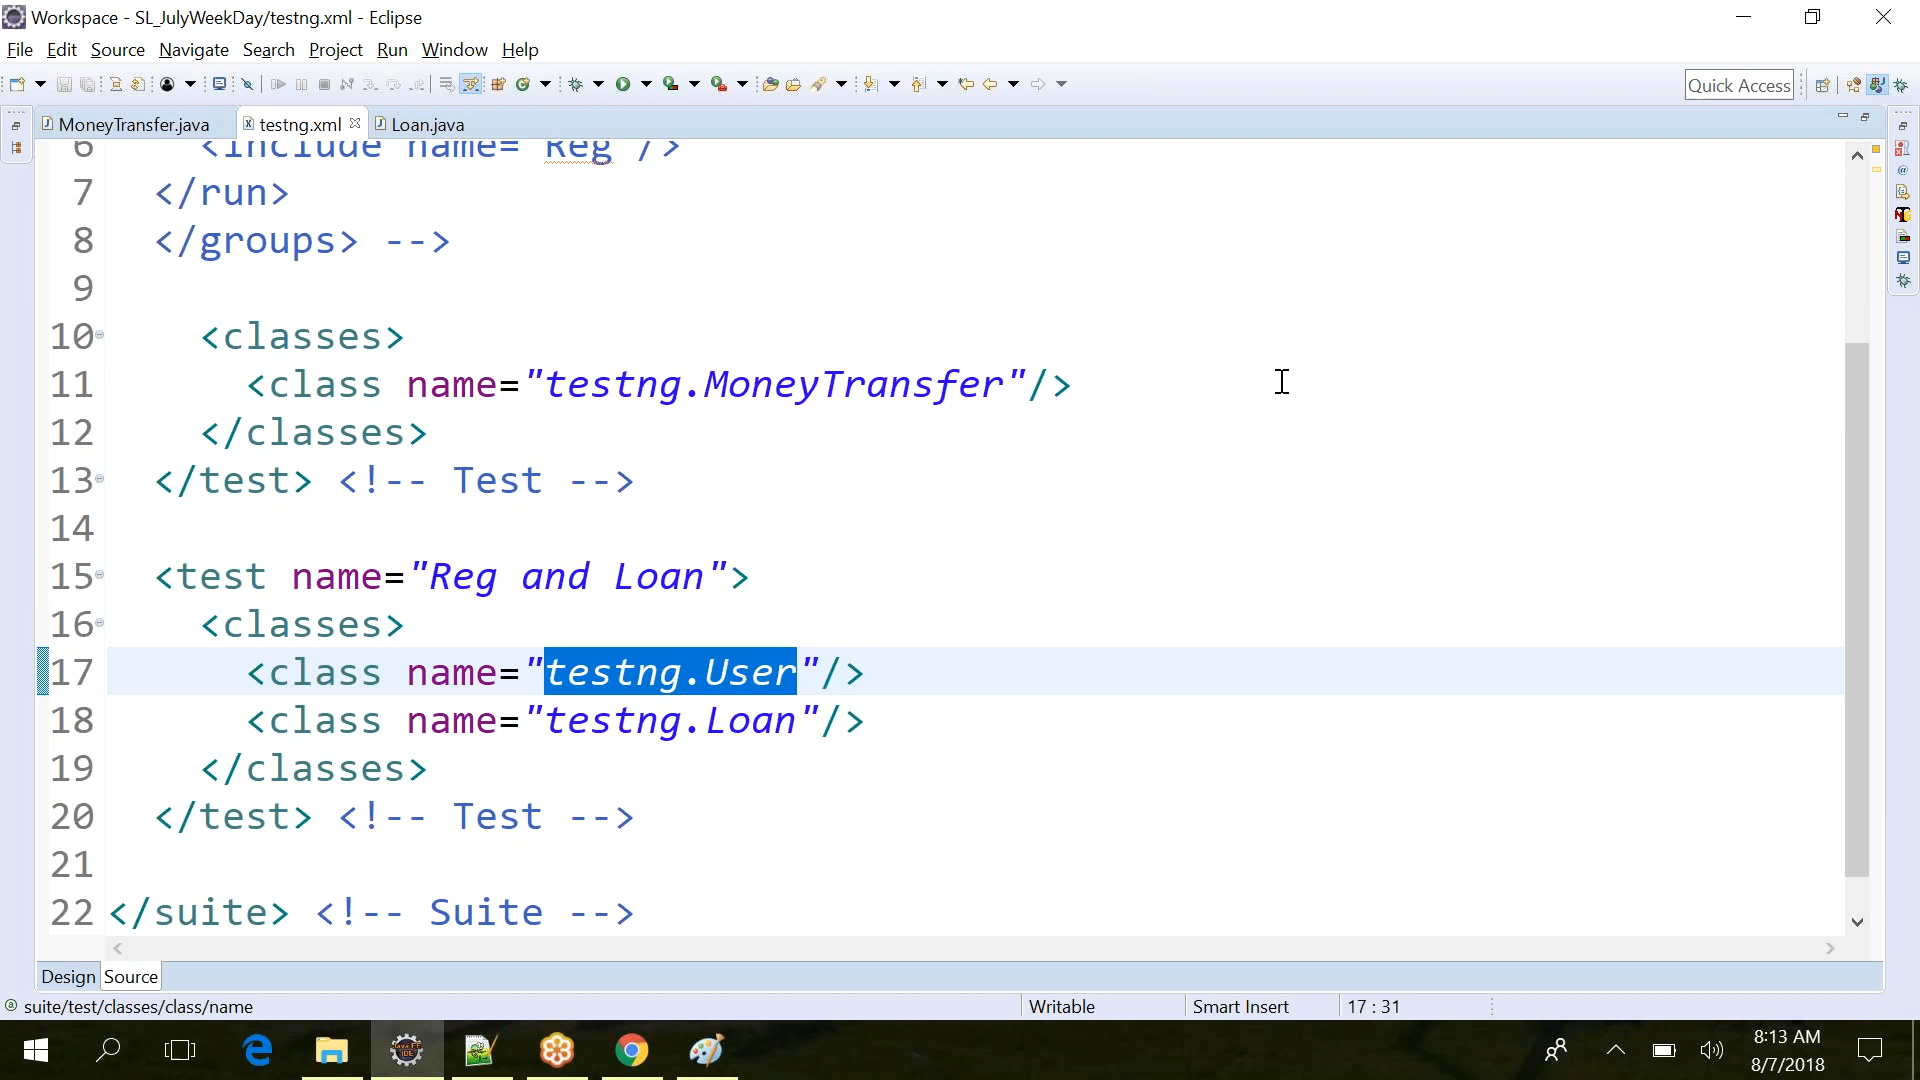 Workspace - SL_JulyWeekDay/testng.xml - Eclipse
File Edit Source Navigate Search Project Run Window Help
Quick Access
MoneyTransfer.java testng.xml Loan.java
6 <include name="Reg"/>
7 </run>
8 </groups> -->
9
10 <classes>
11 <class name="testng.MoneyTransfer"/>
12 </classes>
13 </test> <!-- Test -->
14
15 <test name="Reg and Loan">
16 <classes>
17 <class name="testng.User"/>
18 <class name="testng.Loan"/>
19 </classes>
20 </test> <!-- Test -->
21
22 </suite> <!-- Suite -->
Design Source
suite/test/classes/class/name Writable Smart Insert 17 : 31
8:13 AM
8/7/2018